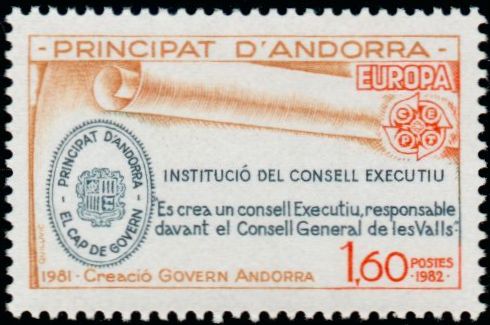 - PRINCIPAT D'ANDORRA -
EUROPA
CEPT
PRINCIPAT D'ANDORRA
EL CAP DE GOVERN
INSTITUCIÓ DEL CONSELL EXECUTIU
"Es crea un consell Executiu, responsable
davant el Consell General de les Valls".
1981 - Creació GOVERN ANDORRA
1,60 POSTES
- 1982 -